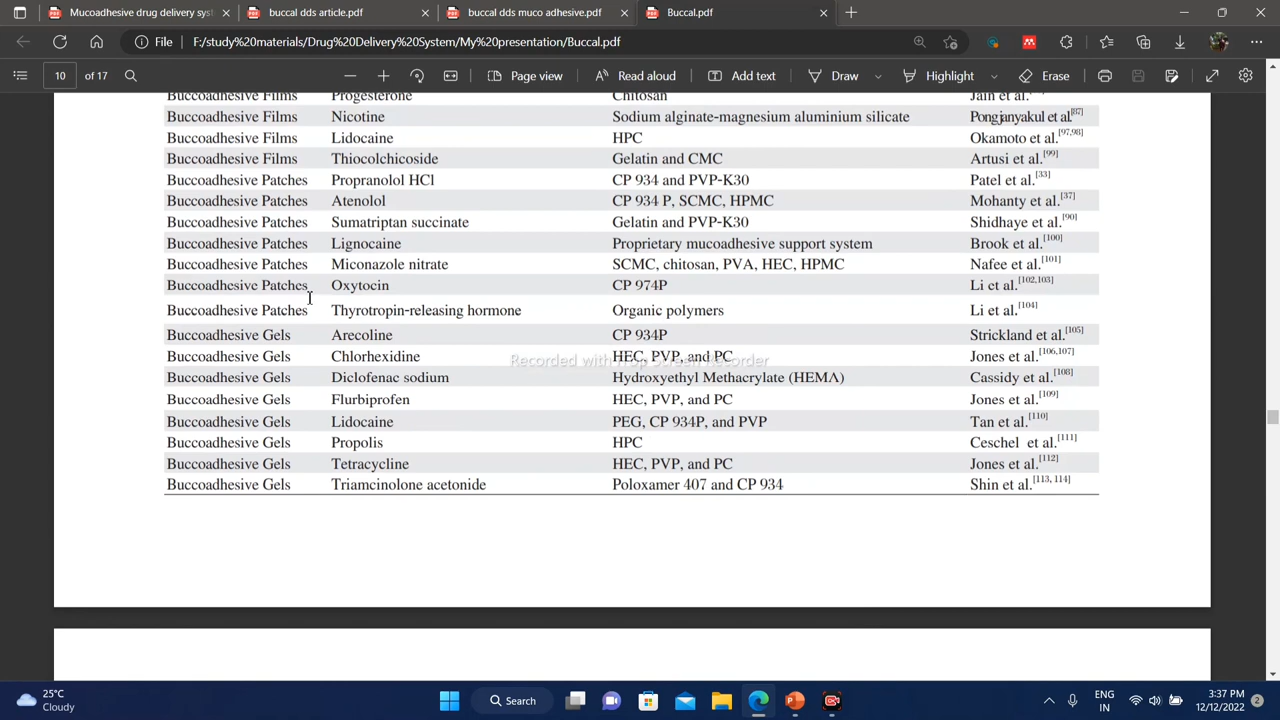 Mucoadhesive drug delivery sys
buccal dds article.pdf
buccal dds muco adhesive.pdf
Buccal.pdf
File F:/study%20materials/Drug%20Delivery%20System/My%20presentation/Buccal.pdf
10 of 17 Page view Read aloud Add text Draw Highlight Erase
Buccoadhesive Films Progesterone Chitosan Jain et al.
Buccoadhesive Films Nicotine Sodium alginate-magnesium aluminium silicate Pongjanyakul et al.[87]
Buccoadhesive Films Lidocaine HPC Okamoto et al.[97,98]
Buccoadhesive Films Thiocolchicoside Gelatin and CMC Artusi et al.[99]
Buccoadhesive Patches Propranolol HCl CP 934 and PVP-K30 Patel et al.[33]
Buccoadhesive Patches Atenolol CP 934 P, SCMC, HPMC Mohanty et al.[37]
Buccoadhesive Patches Sumatriptan succinate Gelatin and PVP-K30 Shidhaye et al.[90]
Buccoadhesive Patches Lignocaine Proprietary mucoadhesive support system Brook et al.[100]
Buccoadhesive Patches Miconazole nitrate SCMC, chitosan, PVA, HEC, HPMC Nafee et al.[101]
Buccoadhesive Patches Oxytocin CP 974P Li et al.[102,103]
Buccoadhesive Patches Thyrotropin-releasing hormone Organic polymers Li et al.[104]
Buccoadhesive Gels Arecoline CP 934P Strickland et al.[105]
Buccoadhesive Gels Chlorhexidine HEC, PVP, and PC Jones et al.[106,107]
Recorded with iTop Screen Recorder
Buccoadhesive Gels Diclofenac sodium Hydroxyethyl Methacrylate (HEMA) Cassidy et al.[108]
Buccoadhesive Gels Flurbiprofen HEC, PVP, and PC Jones et al.[109]
Buccoadhesive Gels Lidocaine PEG, CP 934P, and PVP Tan et al.[110]
Buccoadhesive Gels Propolis HPC Ceschel et al.[111]
Buccoadhesive Gels Tetracycline HEC, PVP, and PC Jones et al.[112]
Buccoadhesive Gels Triamcinolone acetonide Poloxamer 407 and CP 934 Shin et al.[113, 114]
25°C
Cloudy
Search
ENG
IN
3:37 PM
12/12/2022
2